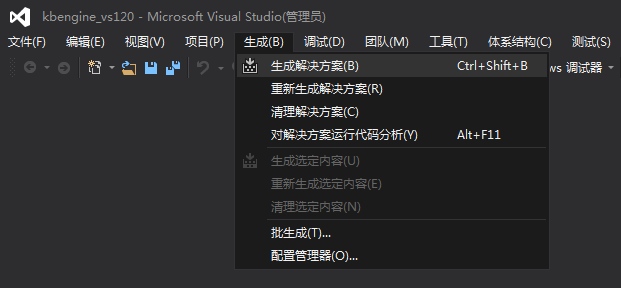 kbengine_vs120 - Microsoft Visual Studio(管理员)
文件(F) 编辑(E) 视图(V) 项目(P) 生成(B) 调试(D) 团队(M) 工具(T) 体系结构(C) 测试(S)
生成解决方案(B) Ctrl+Shift+B
ws 调试器
重新生成解决方案(R)
清理解决方案(C)
对解决方案运行代码分析(Y) Alt+F11
生成选定内容(U)
重新生成选定内容(E)
清理选定内容(N)
批生成(T)...
配置管理器(O)...